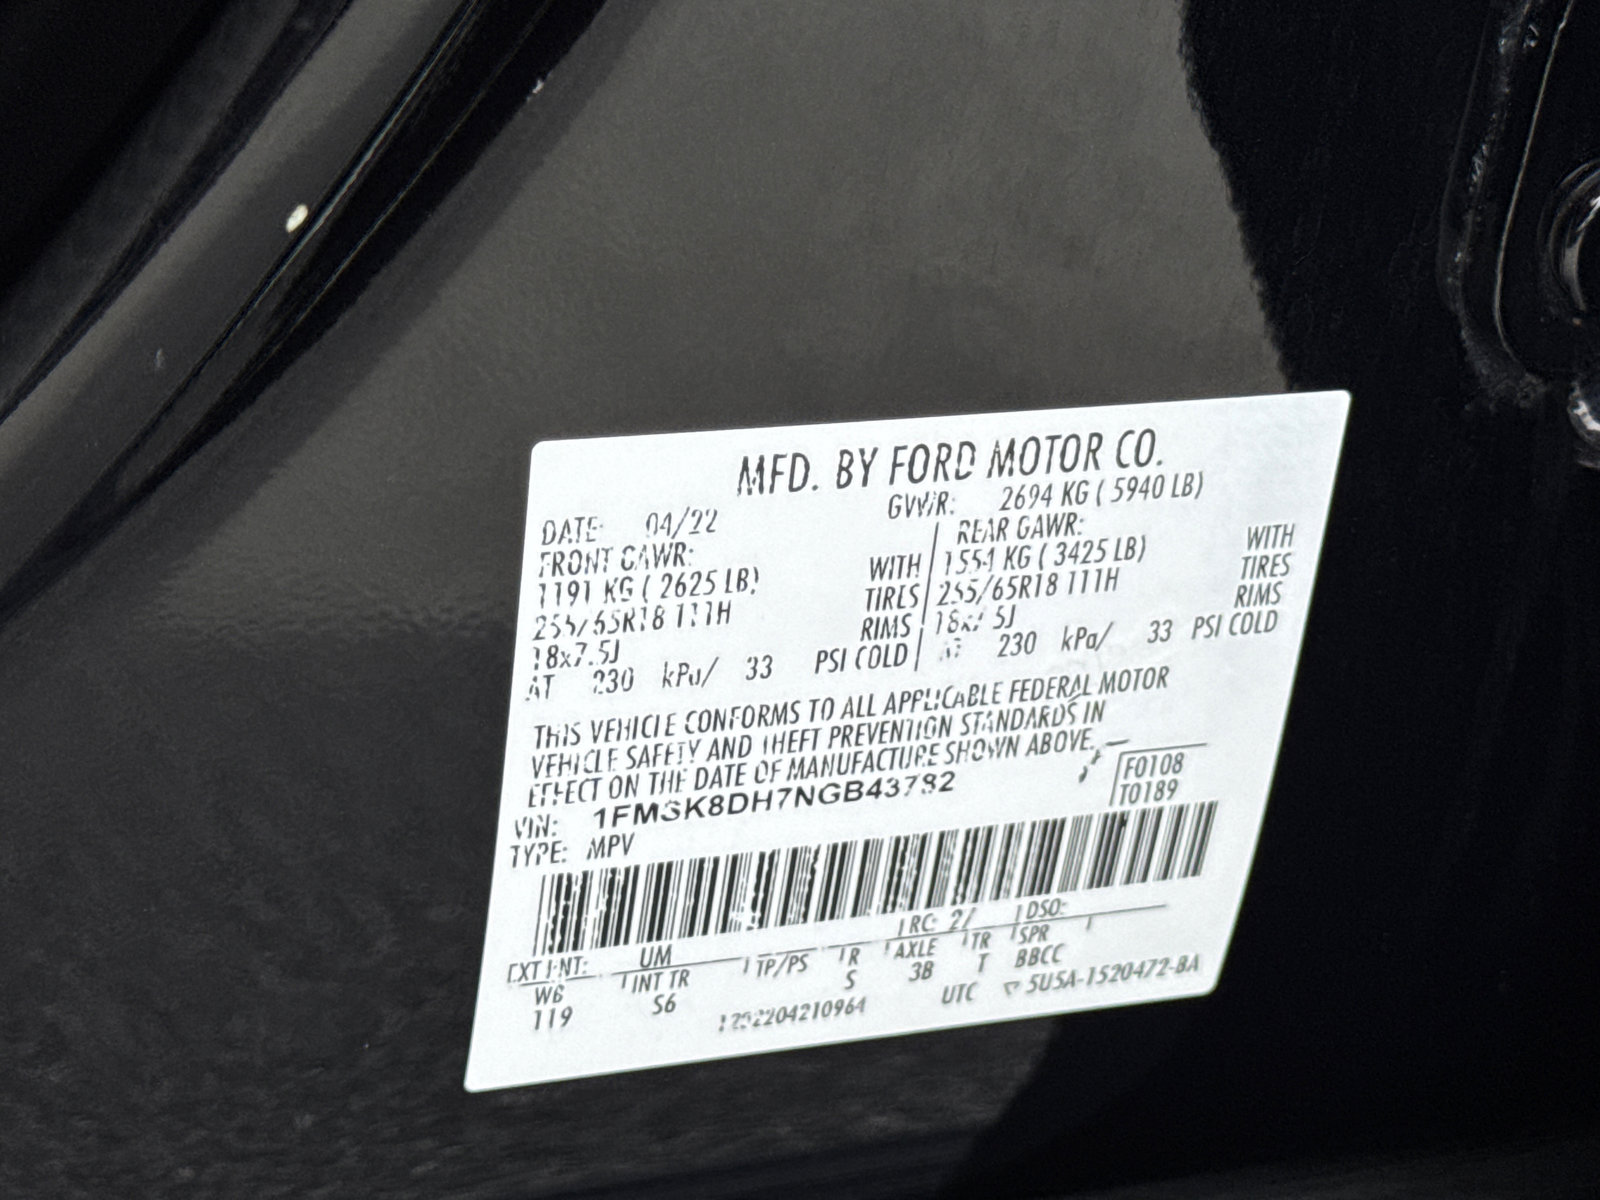 MFD. BY FORD MOTOR CO.
DATE: 04/22 GVWR: 2694 KG ( 5940 LB)
FRONT GAWR: REAR GAWR:
1191 KG ( 2625 LB) WITH 1554 KG ( 3425 LB) WITH
255/65R18 111H TIRES 255/65R18 111H TIRES
18x7.5J RIMS 18x7.5J RIMS
AT 230 kPa/ 33 PSI COLD AT 230 kPa/ 33 PSI COLD
THIS VEHICLE CONFORMS TO ALL APPLICABLE FEDERAL MOTOR
VEHICLE SAFETY AND THEFT PREVENTION STANDARDS IN
EFFECT ON THE DATE OF MANUFACTURE SHOWN ABOVE.
VIN: 1FMSK8DH7NGB43782 F0108
TYPE: MPV T0189
EXT INT: UM RC: 27 DSO:
INT TR TP/PS R AXLE TR SPR
W6 S6 S 3B T BBCC
119 UTC 5U5A-1520472-BA